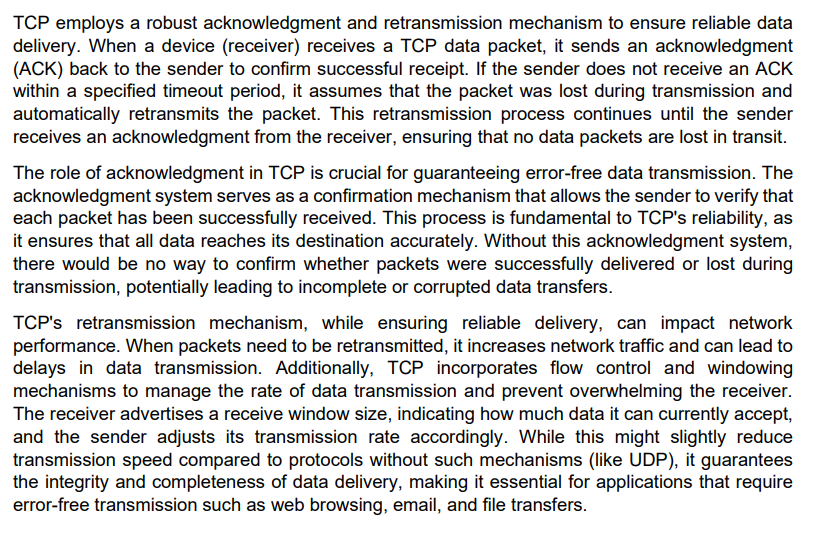 TCP employs a robust acknowledgment and retransmission mechanism to ensure reliable data
delivery. When a device (receiver) receives a TCP data packet, it sends an acknowledgment
(ACK) back to the sender to confirm successful receipt. If the sender does not receive an ACK
within a specified timeout period, it assumes that the packet was lost during transmission and
automatically retransmits the packet. This retransmission process continues until the sender
receives an acknowledgment from the receiver, ensuring that no data packets are lost in transit.
The role of acknowledgment in TCP is crucial for guaranteeing error-free data transmission. The
acknowledgment system serves as a confirmation mechanism that allows the sender to verify that
each packet has been successfully received. This process is fundamental to TCP's reliability, as
it ensures that all data reaches its destination accurately. Without this acknowledgment system,
there would be no way to confirm whether packets were successfully delivered or lost during
transmission, potentially leading to incomplete or corrupted data transfers.
TCP's retransmission mechanism, while ensuring reliable delivery, can impact network
performance. When packets need to be retransmitted, it increases network traffic and can lead to
delays in data transmission. Additionally, TCP incorporates flow control and windowing
mechanisms to manage the rate of data transmission and prevent overwhelming the receiver.
The receiver advertises a receive window size, indicating how much data it can currently accept,
and the sender adjusts its transmission rate accordingly. While this might slightly reduce
transmission speed compared to protocols without such mechanisms (like UDP), it guarantees
the integrity and completeness of data delivery, making it essential for applications that require
error-free transmission such as web browsing, email, and file transfers.